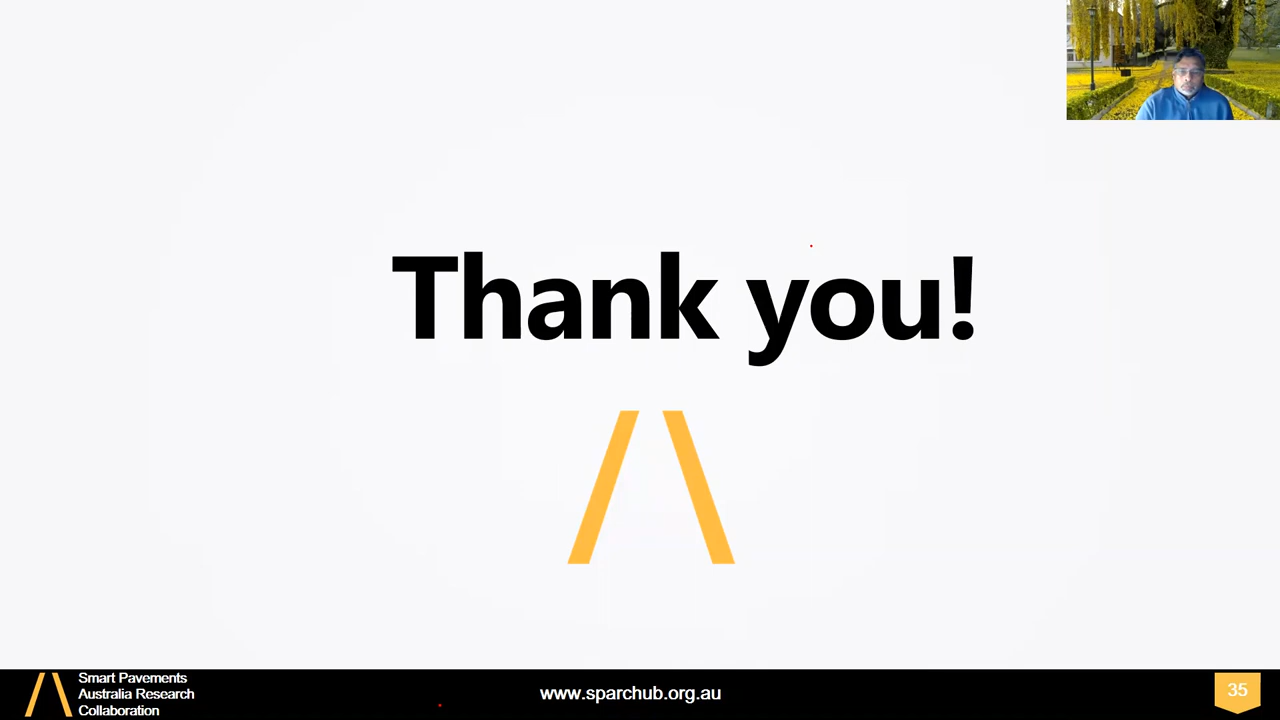 Thank you!
Smart Pavements
Australia Research
Collaboration
www.sparchub.org.au
35